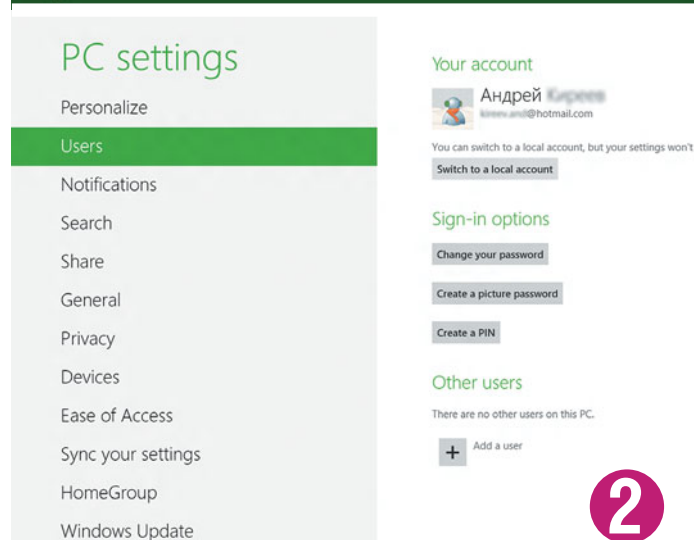 PC settings
Personalize
Users
Notifications
Search
Share
General
Privacy
Devices
Ease of Access
Sync your settings
HomeGroup
Windows Update
Your account
Андрей
@hotmail.com
You can switch to a local account, but your settings won't
Switch to a local account
Sign-in options
Change your password
Create a picture password
Create a PIN
Other users
There are no other users on this PC.
+ Add a user
2